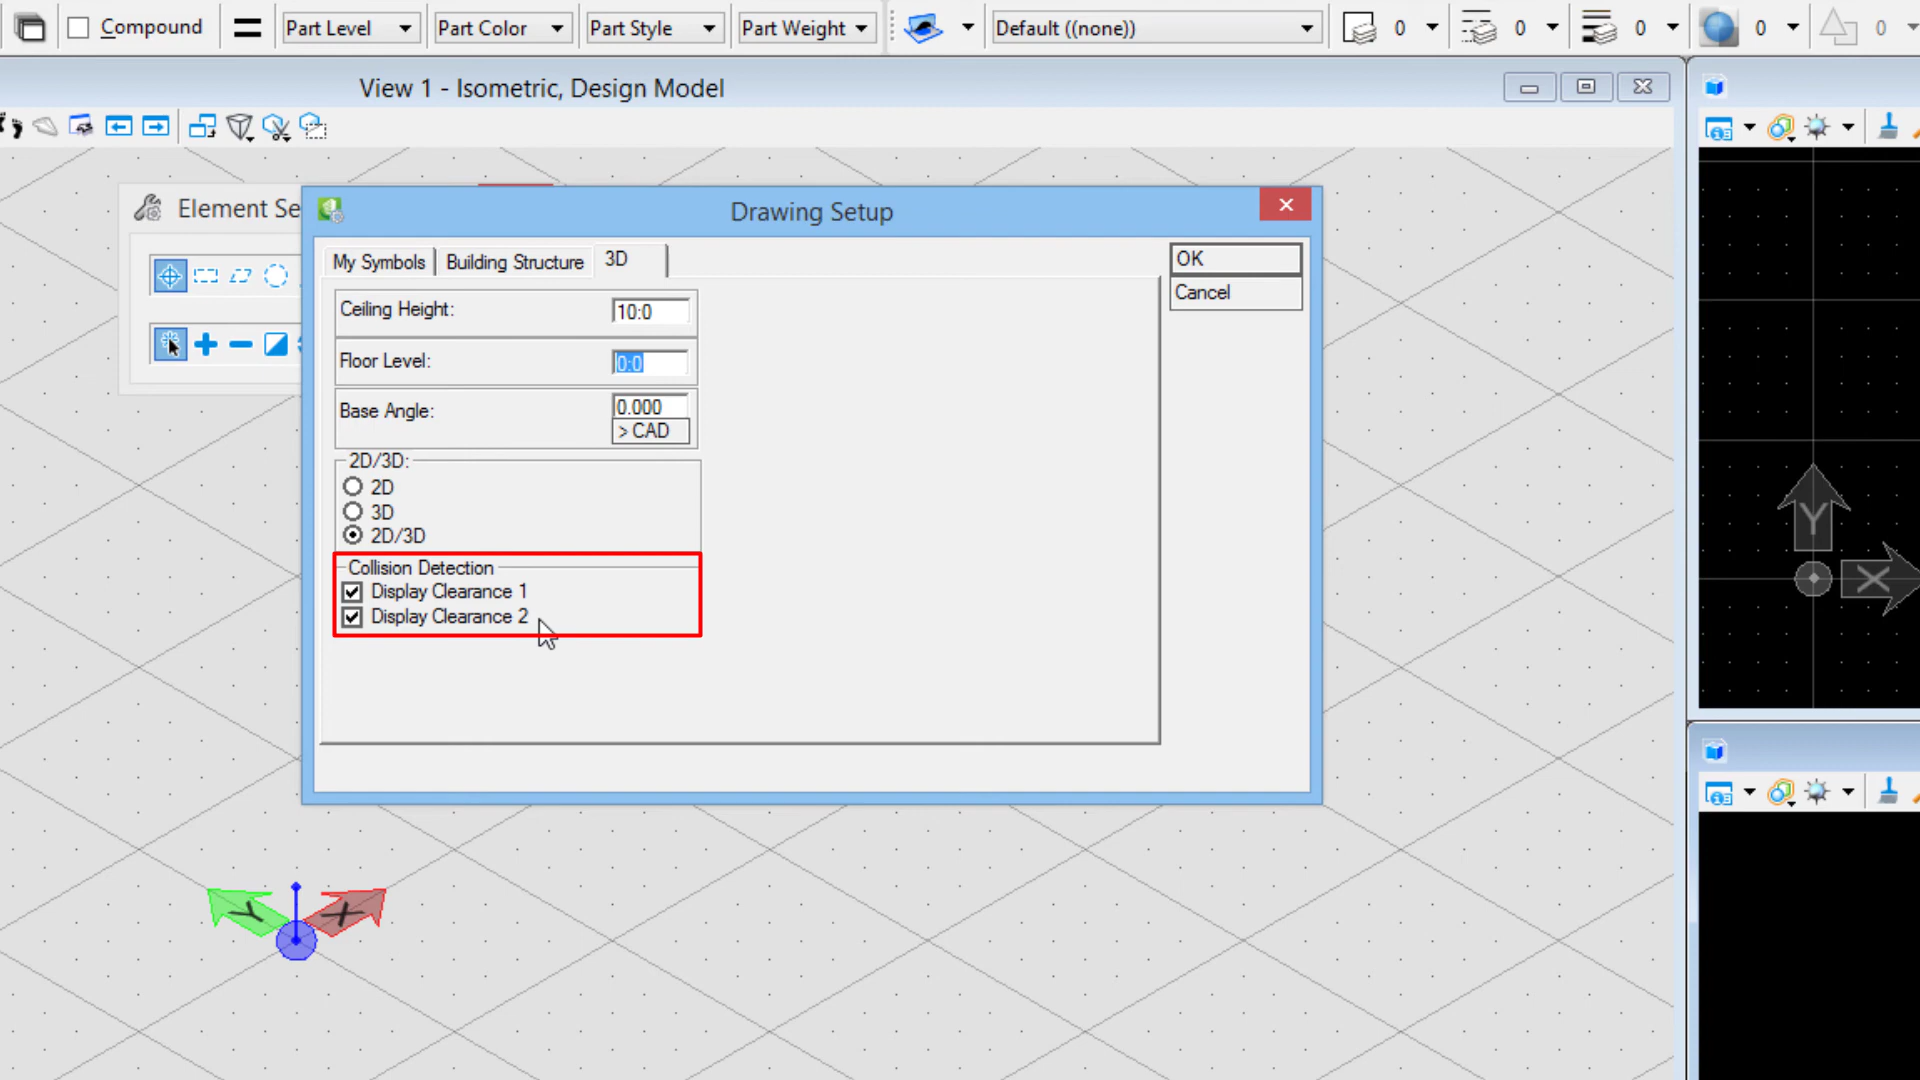 Compound
Part Level
Part Color
Part Style
Part Weight
Default ((none))
0
0
0
0
0
View 1 - Isometric, Design Model
Element Se
Drawing Setup
My Symbols
Building Structure
3D
OK
Cancel
Ceiling Height:
10:0
Floor Level:
0:0
Base Angle:
0.000
> CAD
2D/3D:
2D
3D
2D/3D
Collision Detection
Display Clearance 1
Display Clearance 2
Y
X
Y
X